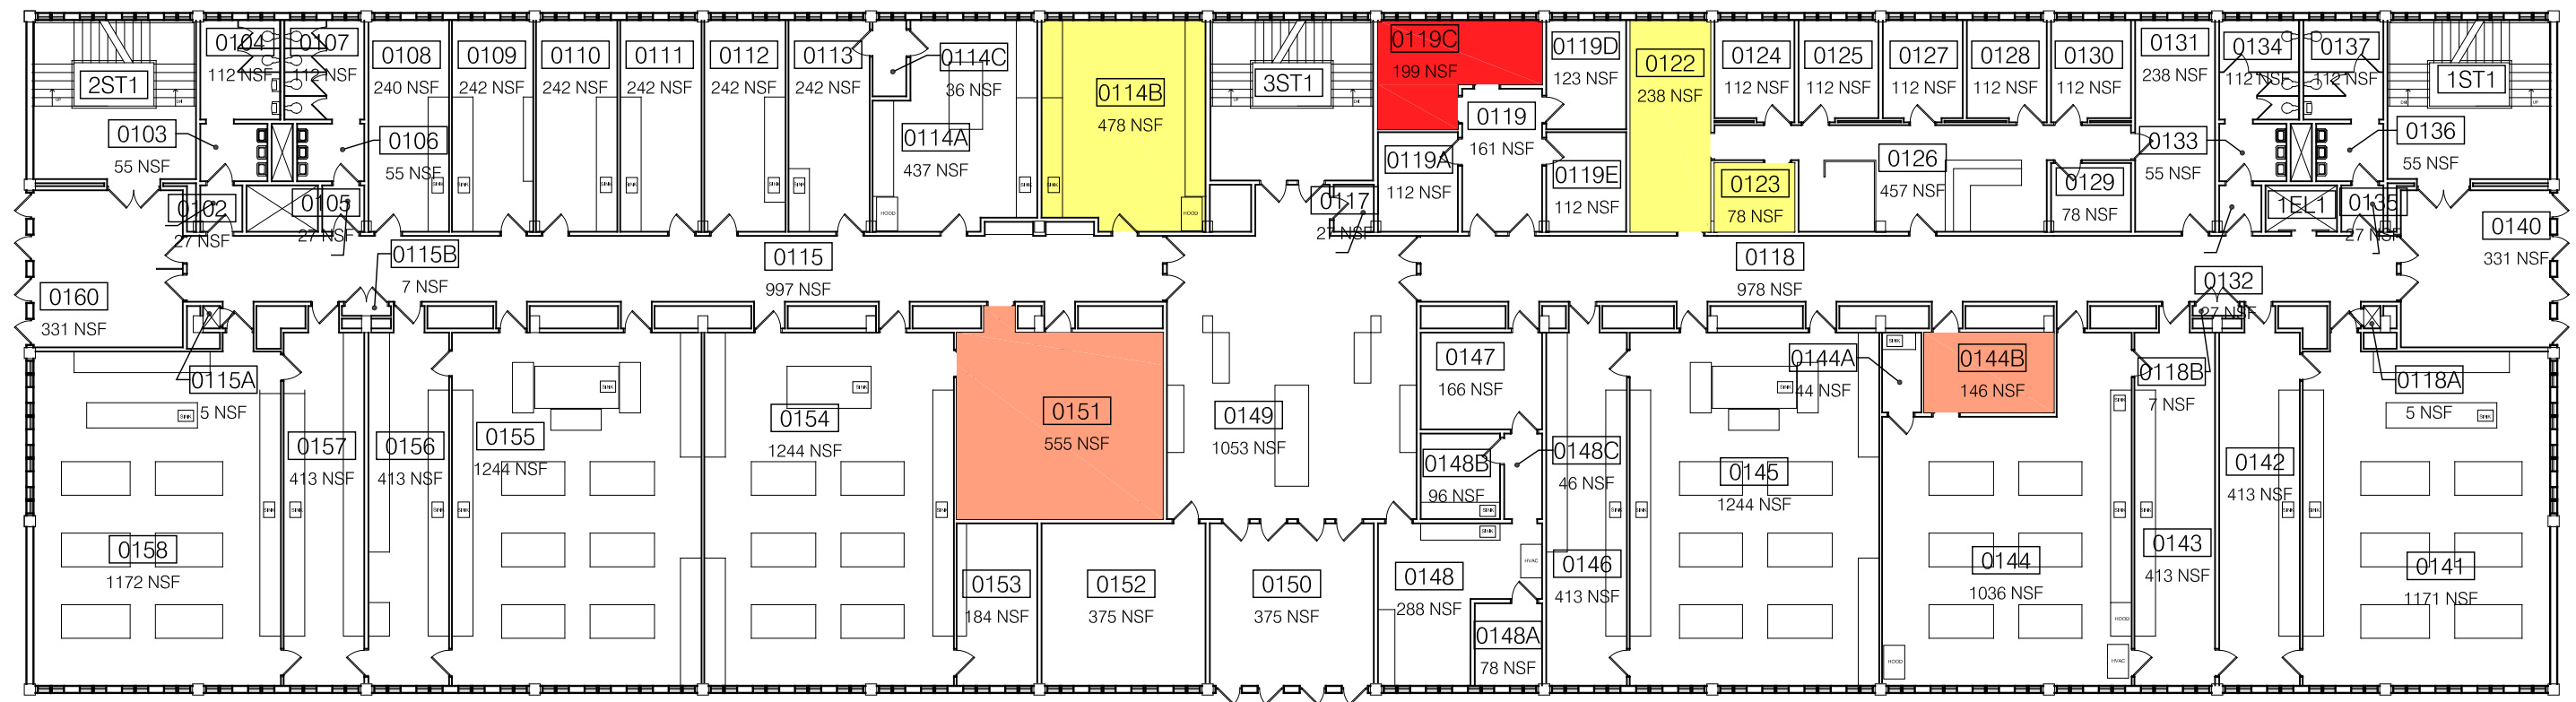 2ST1
0103
55 NSF
0104
112 NSF
0107
112 NSF
0106
55 NSF
0102
27 NSF
0105
27 NSF
0108
240 NSF
0109
242 NSF
0110
242 NSF
0111
242 NSF
0112
242 NSF
0113
242 NSF
0114C
36 NSF
0114A
437 NSF
0114B
478 NSF
3ST1
0117
27 NSF
0119C
199 NSF
0119A
112 NSF
0119
161 NSF
0119D
123 NSF
0119E
112 NSF
0122
238 NSF
0123
78 NSF
0124
112 NSF
0125
112 NSF
0127
112 NSF
0128
112 NSF
0130
112 NSF
0126
457 NSF
0129
78 NSF
0131
238 NSF
0133
55 NSF
0134
112 NSF
0137
112 NSF
0136
55 NSF
1EL1
0135
27 NSF
1ST1
0140
331 NSF
0160
331 NSF
0115B
7 NSF
0115
997 NSF
0118
978 NSF
0132
27 NSF
0115A
5 NSF
0158
1172 NSF
0157
413 NSF
0156
413 NSF
0155
1244 NSF
0154
1244 NSF
0151
555 NSF
0153
184 NSF
0152
375 NSF
0149
1053 NSF
0150
375 NSF
0147
166 NSF
0148B
96 NSF
0148C
46 NSF
0148
288 NSF
0148A
78 NSF
0146
413 NSF
0145
1244 NSF
0144A
44 NSF
0144B
146 NSF
0144
1036 NSF
0118B
7 NSF
0143
413 NSF
0142
413 NSF
0118A
5 NSF
0141
1171 NSF
SINK
HOOD
HOOD
HVAC
HOOD
HOOD
HVAC